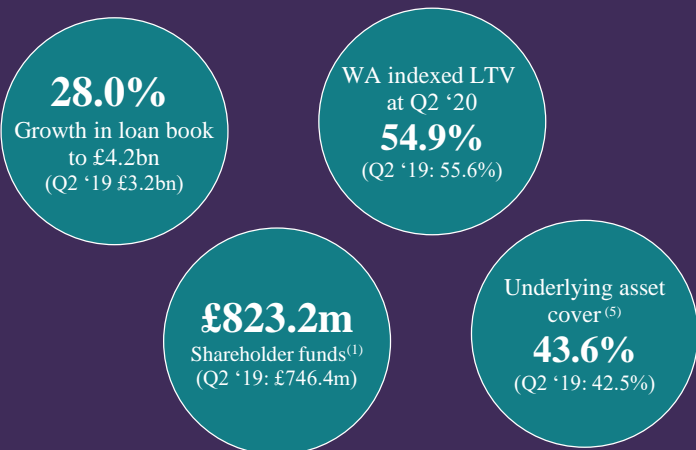 28.0%
Growth in loan book
to £4.2bn
(Q2 ‘19 £3.2bn)
WA indexed LTV
at Q2 ‘20
54.9%
(Q2 ‘19: 55.6%)
£823.2m
Shareholder funds(1)
(Q2 ‘19: £746.4m)
Underlying asset
cover (5)
43.6%
(Q2 ‘19: 42.5%)